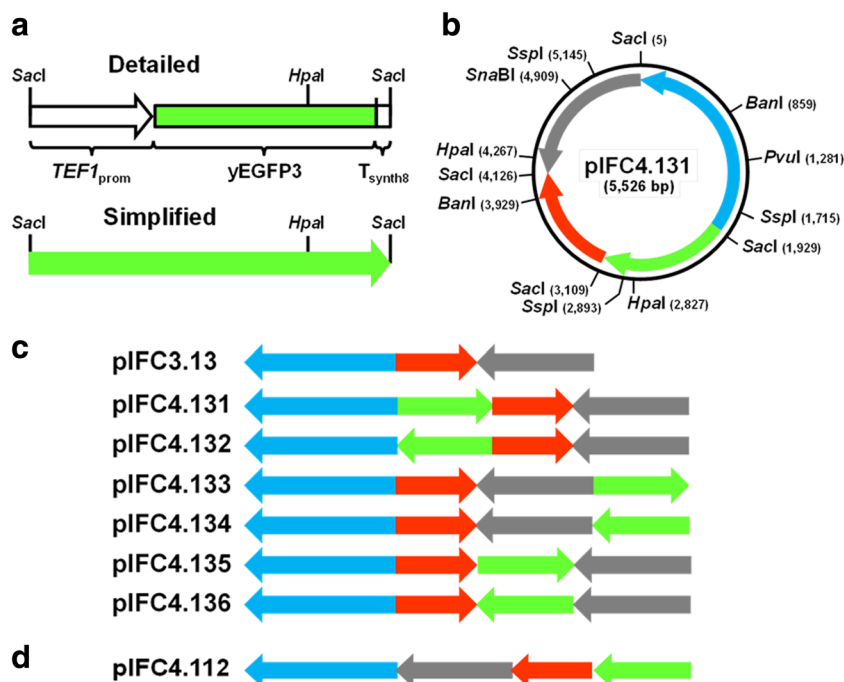 a
Detailed
SacI
HpaI
SacI
TEF1prom
yEGFP3
Tsynth8
Simplified
SacI
HpaI
SacI
b
SacI (5)
SspI (5,145)
SnaBI (4,909)
BanI (859)
PvuI (1,281)
HpaI (4,267)
SacI (4,126)
BanI (3,929)
pIFC4.131
(5,526 bp)
SspI (1,715)
SacI (1,929)
SacI (3,109)
SspI (2,893)
HpaI (2,827)
c
pIFC3.13
pIFC4.131
pIFC4.132
pIFC4.133
pIFC4.134
pIFC4.135
pIFC4.136
d
pIFC4.112